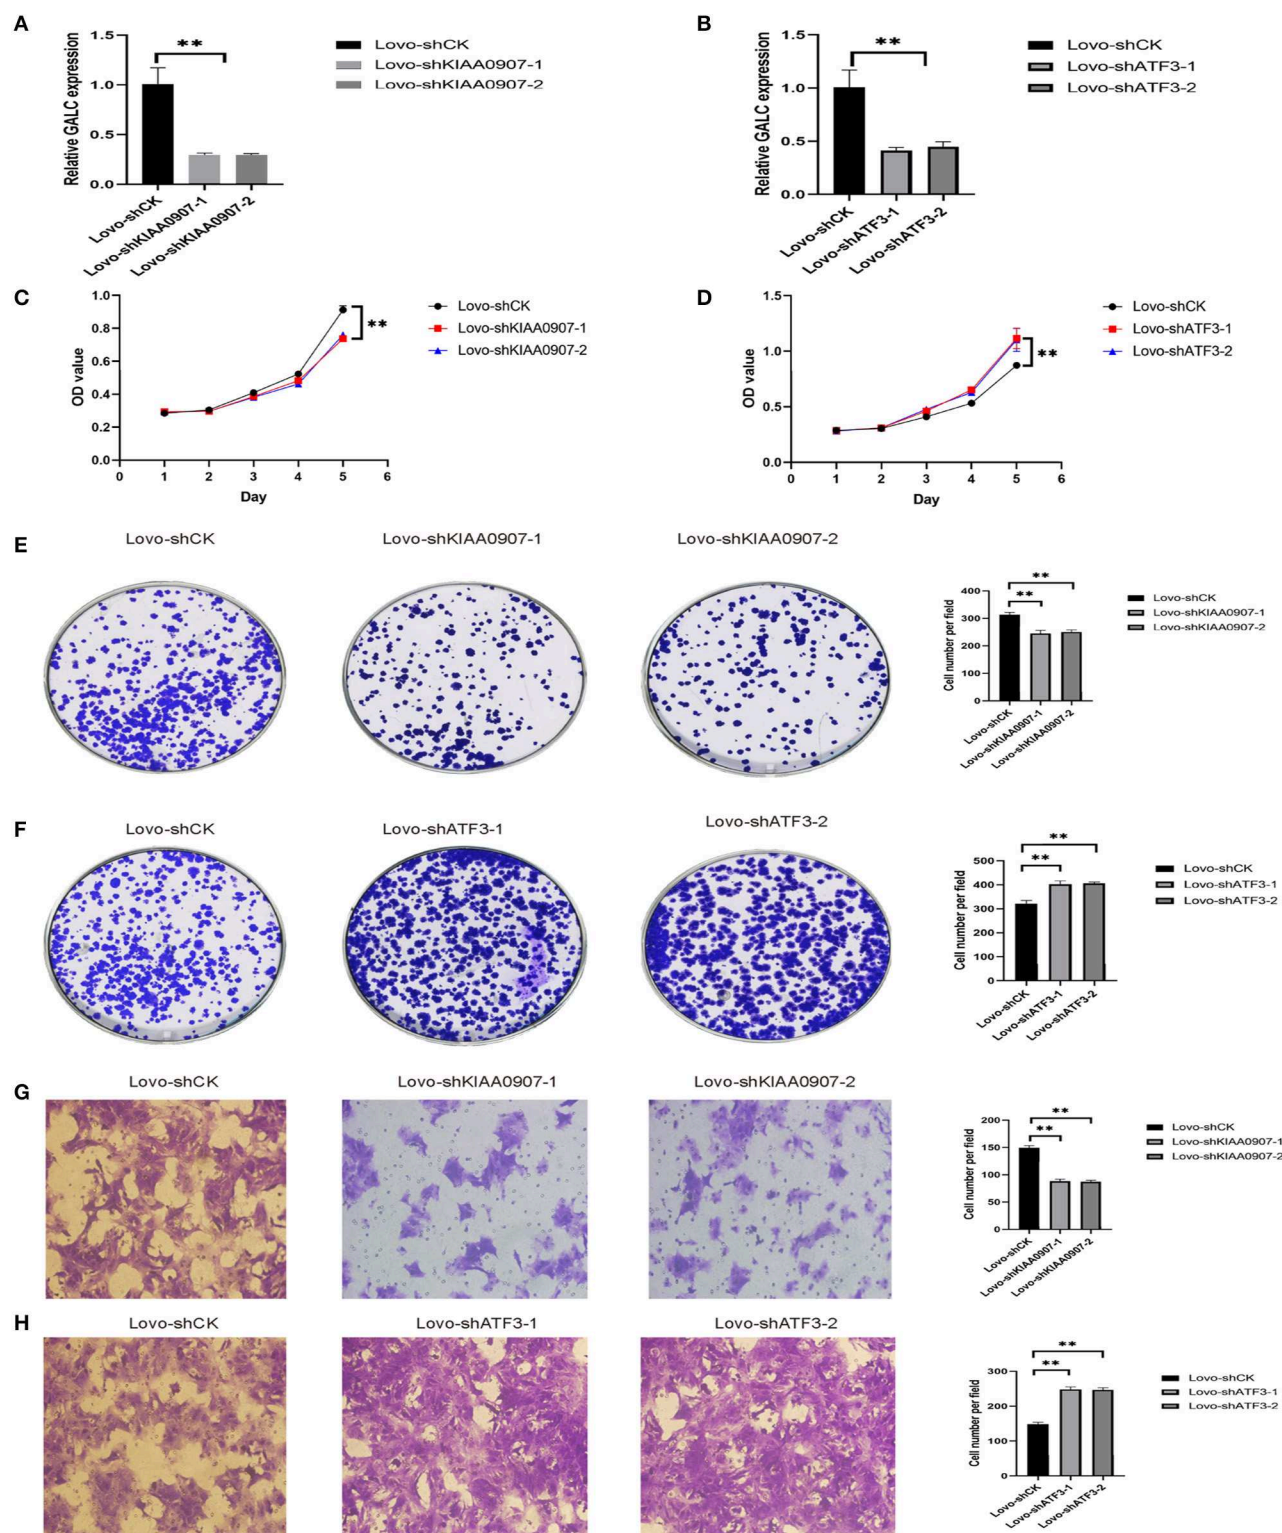 A
Relative GALC expression
1.5
1.0
0.5
0.0
**
Lovo-shCK
Lovo-shKIAA0907-1
Lovo-shKIAA0907-2
Lovo-shCK
Lovo-shKIAA0907-1
Lovo-shKIAA0907-2
B
Relative GALC expression
1.5
1.0
0.5
0.0
**
Lovo-shCK
Lovo-shATF3-1
Lovo-shATF3-2
Lovo-shCK
Lovo-shATF3-1
Lovo-shATF3-2
C
OD value
1.0
0.8
0.6
0.4
0.2
0.0
0 1 2 3 4 5 6
Day
**
Lovo-shCK
Lovo-shKIAA0907-1
Lovo-shKIAA0907-2
D
OD value
1.5
1.0
0.5
0.0
0 1 2 3 4 5 6
Day
**
Lovo-shCK
Lovo-shATF3-1
Lovo-shATF3-2
E
Lovo-shCK Lovo-shKIAA0907-1 Lovo-shKIAA0907-2
Cell number per field
400
300
200
100
0
**
**
Lovo-shCK
Lovo-shKIAA0907-1
Lovo-shKIAA0907-2
Lovo-shCK
Lovo-shKIAA0907-1
Lovo-shKIAA0907-2
F
Lovo-shCK Lovo-shATF3-1 Lovo-shATF3-2
Cell number per field
500
400
300
200
100
0
**
**
Lovo-shCK
Lovo-shATF3-1
Lovo-shATF3-2
Lovo-shCK
Lovo-shATF3-1
Lovo-shATF3-2
G
Lovo-shCK Lovo-shKIAA0907-1 Lovo-shKIAA0907-2
Cell number per field
200
150
100
50
0
**
**
Lovo-shCK
Lovo-shKIAA0907-1
Lovo-shKIAA0907-2
Lovo-shCK
Lovo-shKIAA0907-1
Lovo-shKIAA0907-2
H
Lovo-shCK Lovo-shATF3-1 Lovo-shATF3-2
Cell number per field
300
200
100
0
**
**
Lovo-shCK
Lovo-shATF3-1
Lovo-shATF3-2
Lovo-shCK
Lovo-shATF3-1
Lovo-shATF3-2